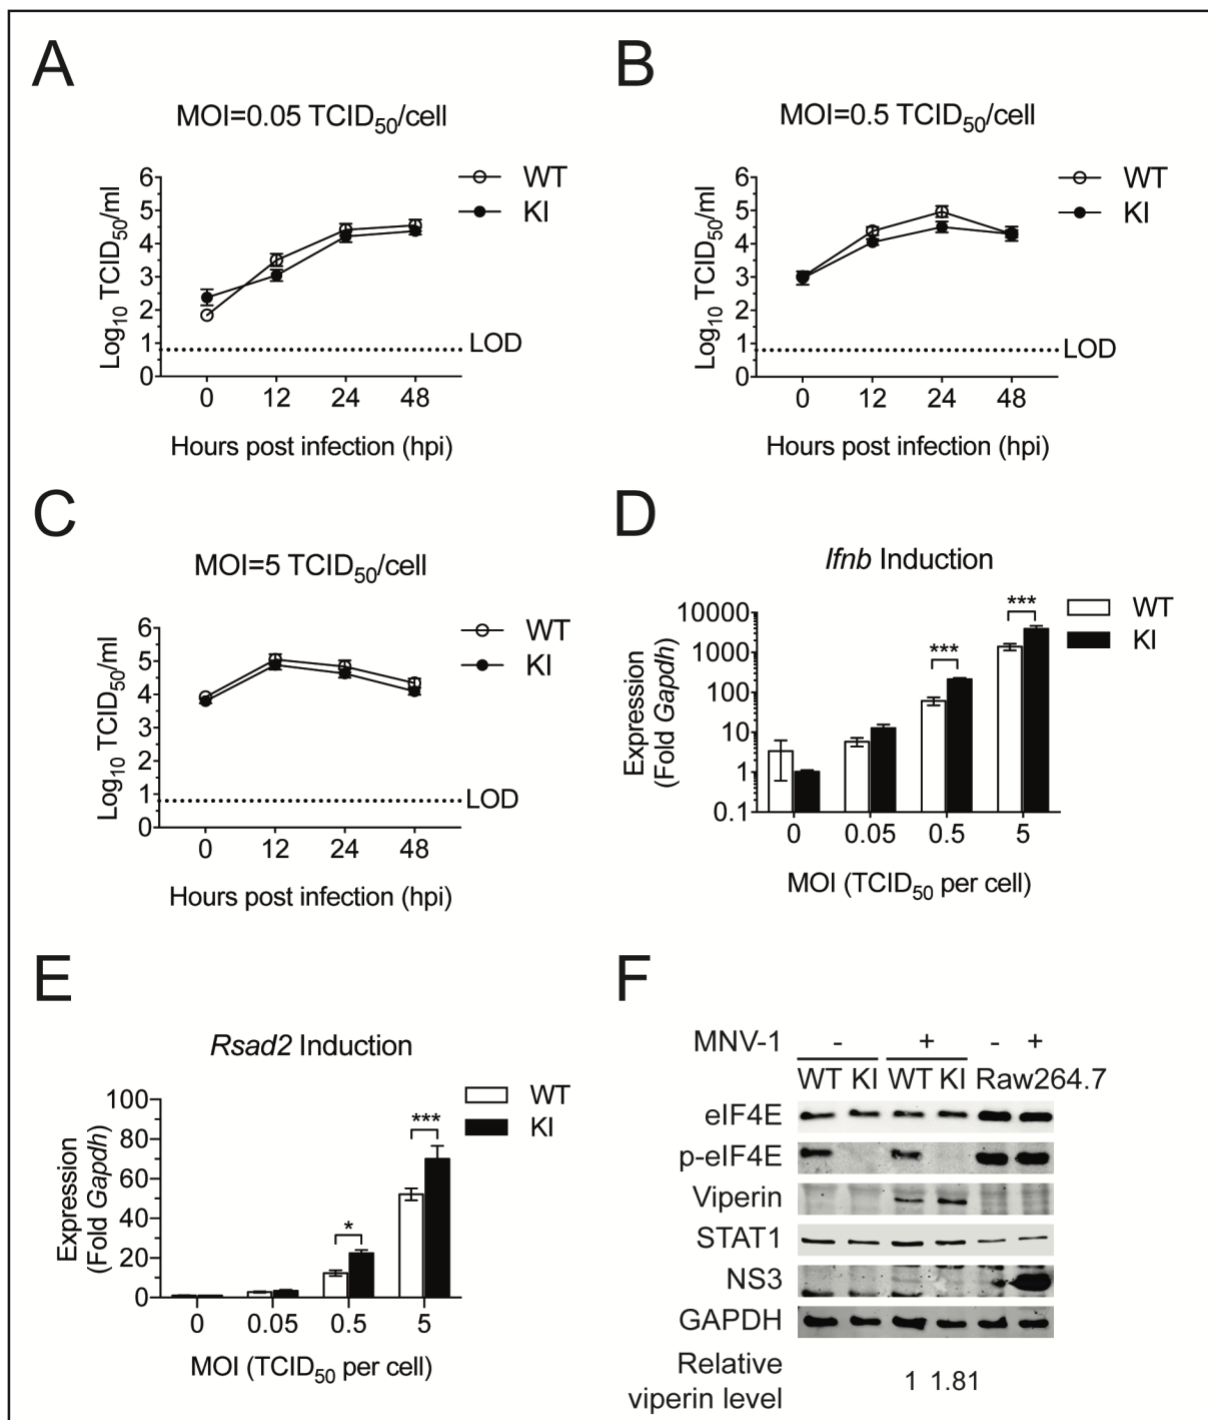 A
MOI=0.05 TCID50/cell
Log10 TCID50/ml
6
5
4
3
2
1
0
WT
KI
LOD
0 12 24 48
Hours post infection (hpi)
B
MOI=0.5 TCID50/cell
Log10 TCID50/ml
6
5
4
3
2
1
0
WT
KI
LOD
0 12 24 48
Hours post infection (hpi)
C
MOI=5 TCID50/cell
Log10 TCID50/ml
6
5
4
3
2
1
0
WT
KI
LOD
0 12 24 48
Hours post infection (hpi)
D
Ifnb Induction
Expression
(Fold Gapdh)
10000
1000
100
10
1
0.1
***
***
WT
KI
0 0.05 0.5 5
MOI (TCID50 per cell)
E
Rsad2 Induction
Expression
(Fold Gapdh)
100
80
60
40
20
0
*
***
WT
KI
0 0.05 0.5 5
MOI (TCID50 per cell)
F
MNV-1 - + - +
WT KI WT KI Raw264.7
eIF4E
p-eIF4E
Viperin
STAT1
NS3
GAPDH
Relative
viperin level
1 1.81